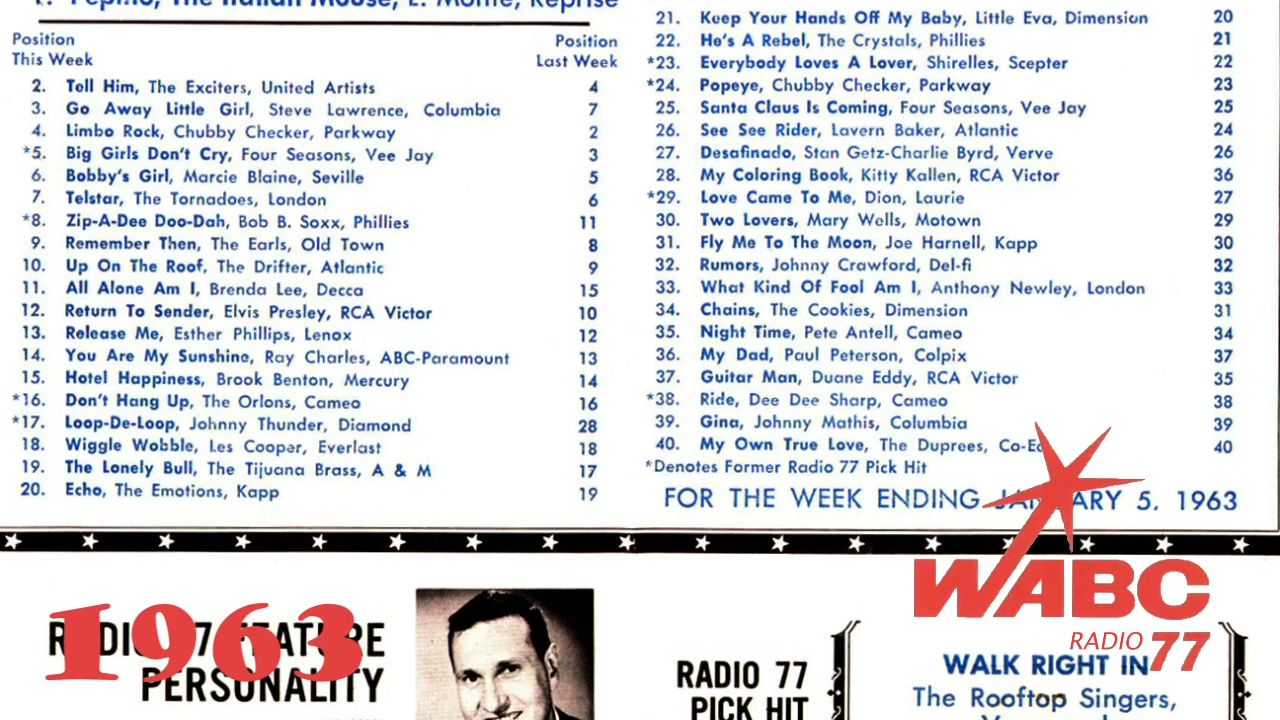 1. Pepino, The Italian Mouse, L. Monte, Reprise
Position
This Week
Position
Last Week
2. Tell Him, The Exciters, United Artists 4
3. Go Away Little Girl, Steve Lawrence, Columbia 7
4. Limbo Rock, Chubby Checker, Parkway 2
*5. Big Girls Don't Cry, Four Seasons, Vee Jay 3
6. Bobby's Girl, Marcie Blaine, Seville 5
7. Telstar, The Tornadoes, London 6
*8. Zip-A-Dee Doo-Dah, Bob B. Soxx, Phillies 11
9. Remember Then, The Earls, Old Town 8
10. Up On The Roof, The Drifter, Atlantic 9
11. All Alone Am I, Brenda Lee, Decca 15
12. Return To Sender, Elvis Presley, RCA Victor 10
13. Release Me, Esther Phillips, Lenox 12
14. You Are My Sunshine, Ray Charles, ABC-Paramount 13
15. Hotel Happiness, Brook Benton, Mercury 14
*16. Don't Hang Up, The Orlons, Cameo 16
*17. Loop-De-Loop, Johnny Thunder, Diamond 28
18. Wiggle Wobble, Les Cooper, Everlast 18
19. The Lonely Bull, The Tijuana Brass, A & M 17
20. Echo, The Emotions, Kapp 19
21. Keep Your Hands Off My Baby, Little Eva, Dimension 20
22. He's A Rebel, The Crystals, Phillies 21
*23. Everybody Loves A Lover, Shirelles, Scepter 22
*24. Popeye, Chubby Checker, Parkway 23
25. Santa Claus Is Coming, Four Seasons, Vee Jay 25
26. See See Rider, Lavern Baker, Atlantic 24
27. Desafinado, Stan Getz-Charlie Byrd, Verve 26
28. My Coloring Book, Kitty Kallen, RCA Victor 36
*29. Love Came To Me, Dion, Laurie 27
30. Two Lovers, Mary Wells, Motown 29
31. Fly Me To The Moon, Joe Harnell, Kapp 30
32. Rumors, Johnny Crawford, Del-fi 32
33. What Kind Of Fool Am I, Anthony Newley, London 33
34. Chains, The Cookies, Dimension 31
35. Night Time, Pete Antell, Cameo 34
36. My Dad, Paul Peterson, Colpix 37
37. Guitar Man, Duane Eddy, RCA Victor 35
*38. Ride, Dee Dee Sharp, Cameo 38
39. Gina, Johnny Mathis, Columbia 39
40. My Own True Love, The Duprees, Co-Ed 40
*Denotes Former Radio 77 Pick Hit
FOR THE WEEK ENDING JANUARY 5, 1963
1963
RADIO 77 FEATURE
PERSONALITY
RADIO 77
PICK HIT
WABC
RADIO 77
WALK RIGHT IN
The Rooftop Singers,